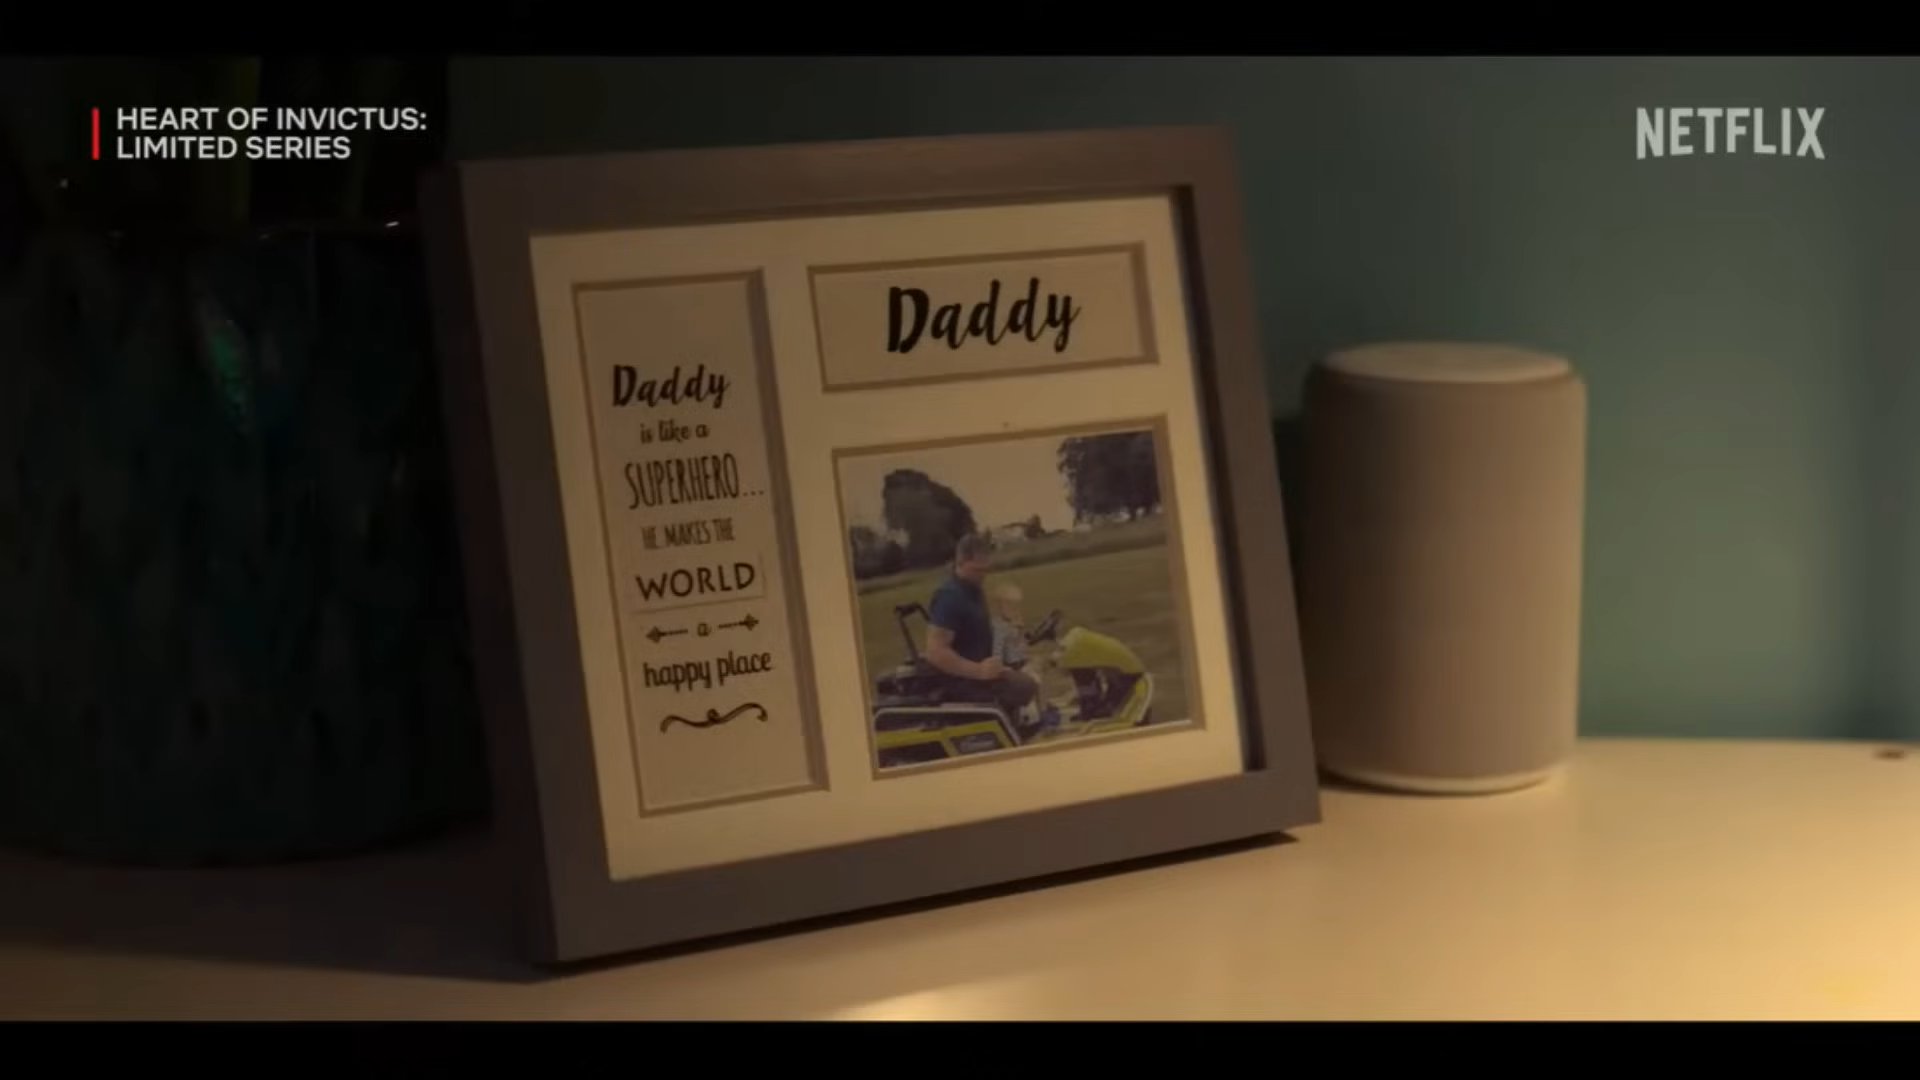 HEART OF INVICTUS:
LIMITED SERIES
NETFLIX
Daddy
Daddy
is like a
SUPERHERO...
HE MAKES THE
WORLD
a
happy place